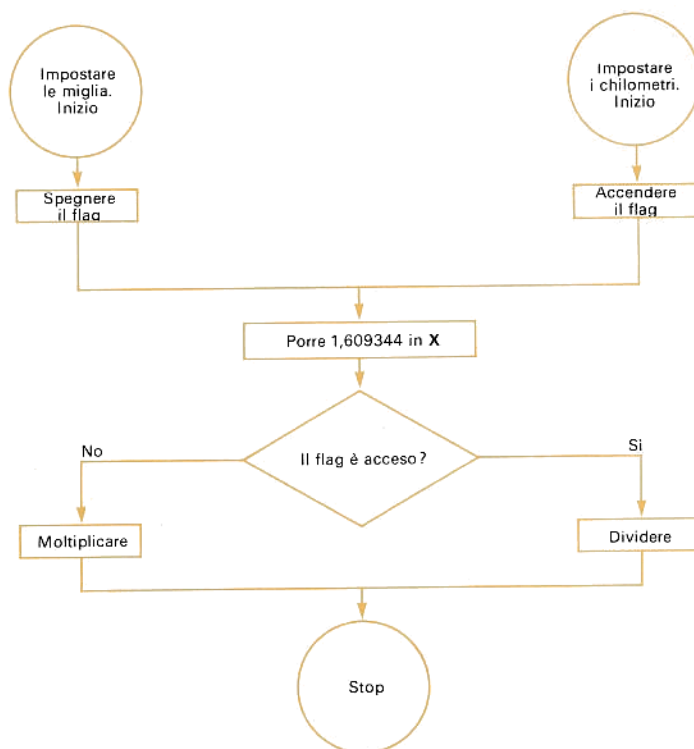 Impostare
le miglia.
Inizio
Impostare
i chilometri.
Inizio
Spegnere
il flag
Accendere
il flag
Porre 1,609344 in X
Il flag è acceso?
No
Si
Moltiplicare
Dividere
Stop